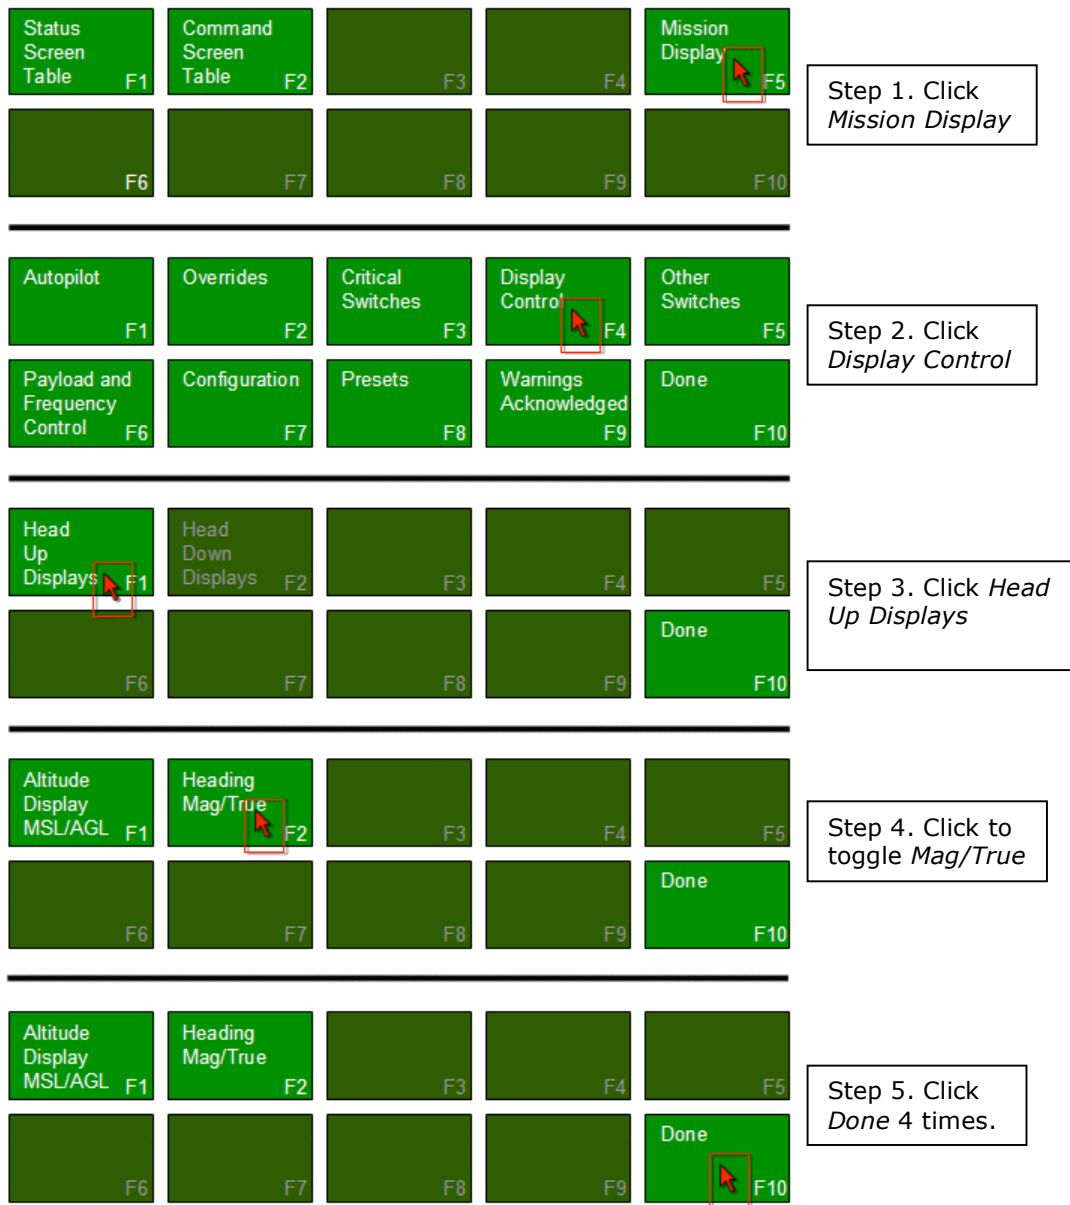 Status Screen Table F1
Command Screen Table F2
F3
F4
Mission Display F5
F6
F7
F8
F9
F10
Step 1. Click
Mission Display
Autopilot F1
Overrides F2
Critical Switches F3
Display Control F4
Other Switches F5
Payload and Frequency Control F6
Configuration F7
Presets F8
Warnings Acknowledged F9
Done F10
Step 2. Click
Display Control
Head Up Displays F1
Head Down Displays F2
F3
F4
F5
F6
F7
F8
F9
Done F10
Step 3. Click Head
Up Displays
Altitude Display MSL/AGL F1
Heading Mag/True F2
F3
F4
F5
F6
F7
F8
F9
Done F10
Step 4. Click to
toggle Mag/True
Altitude Display MSL/AGL F1
Heading Mag/True F2
F3
F4
F5
F6
F7
F8
F9
Done F10
Step 5. Click
Done 4 times.